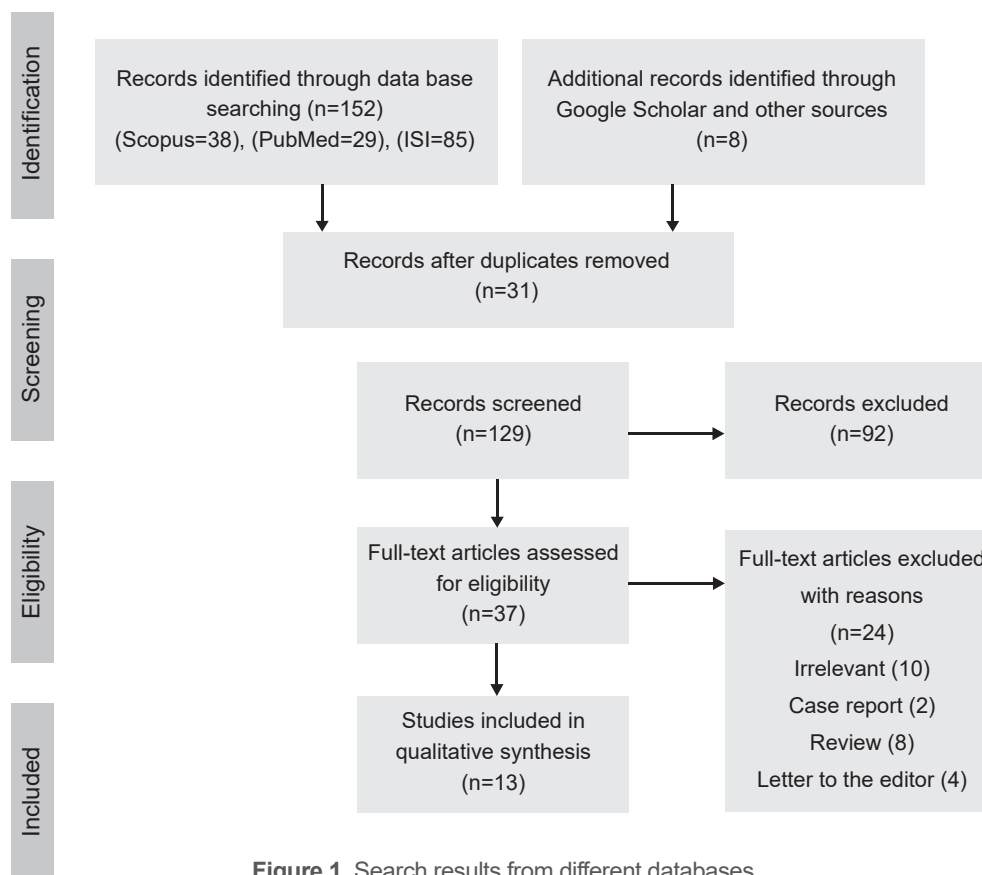 Identification
Records identified through data base
searching (n=152)
(Scopus=38), (PubMed=29), (ISI=85)
Additional records identified through
Google Scholar and other sources
(n=8)
Records after duplicates removed
(n=31)
Screening
Records screened
(n=129)
Records excluded
(n=92)
Eligibility
Full-text articles assessed
for eligibility
(n=37)
Full-text articles excluded
with reasons
(n=24)
Irrelevant (10)
Case report (2)
Review (8)
Letter to the editor (4)
Included
Studies included in
qualitative synthesis
(n=13)
Figure 1. Search results from different databases